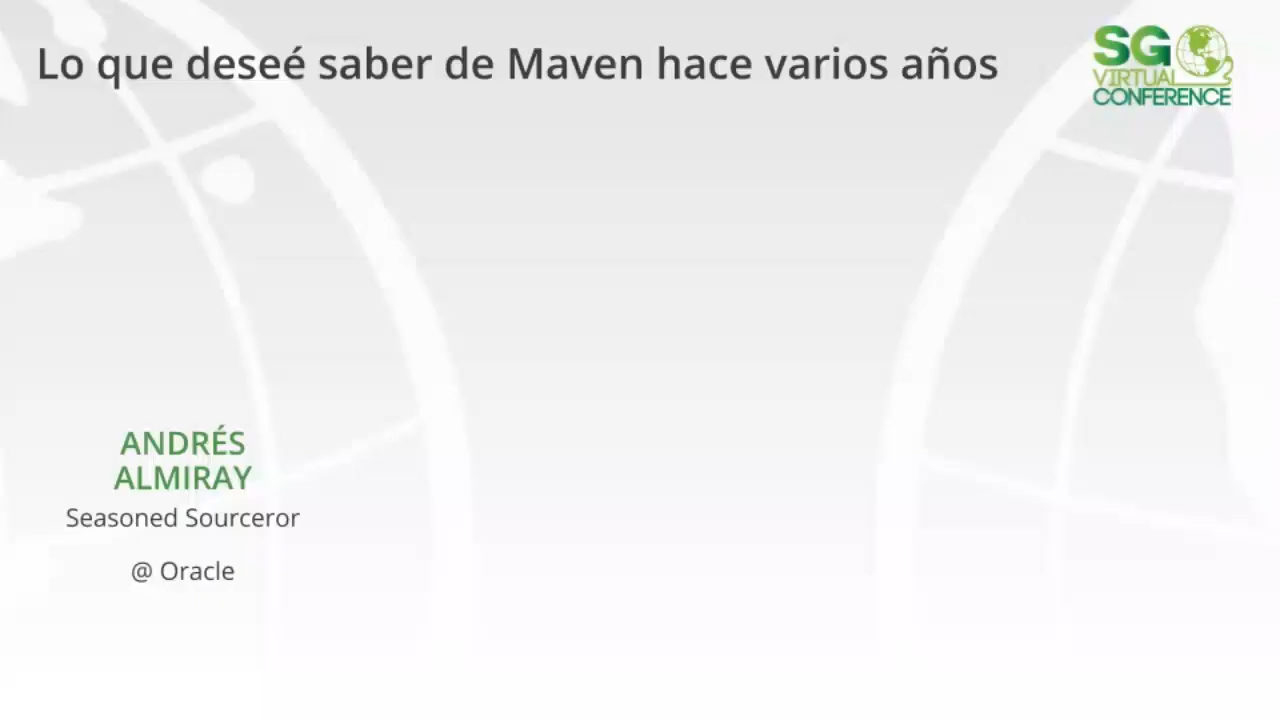 Lo que deseé saber de Maven hace varios años
SG
VIRTUAL
CONFERENCE
ANDRÉS
ALMIRAY
Seasoned Sourceror
@ Oracle